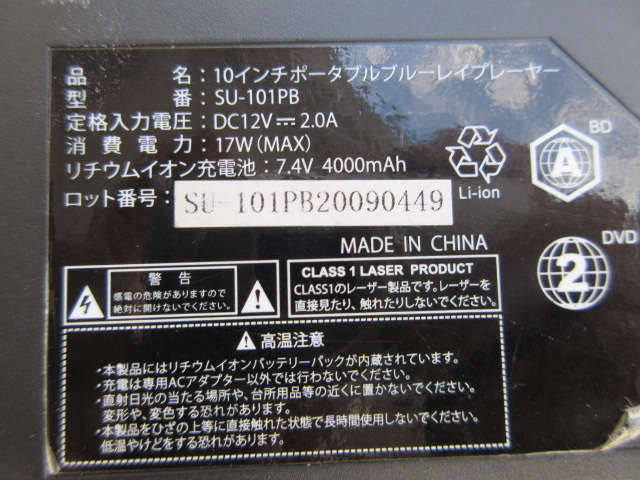 品名：10インチポータブルブルーレイプレーヤー
型番：SU-101PB
定格入力電圧：DC12V⎓2.0A
消費電力：17W(MAX)
リチウムイオン充電池：7.4V 4000mAh
ロット番号：SU-101PB20090449
Li-ion
A
BD
2
DVD
MADE IN CHINA
警告
感電の危険がありますので
絶対に開けないでください。
CLASS 1 LASER PRODUCT
CLASS1のレーザー製品です。レーザーを
直接見たり、触れたりしないでください。
高温注意
・本製品にはリチウムイオンバッテリーパックが内蔵されています。
・充電は専用ACアダプター以外では行わないでください。
・直射日光の当たる場所や、台所用品等の近くに置かないでください。
変形や、変色する恐れがあります。
・本製品をひざの上等に直接触れた状態で長時間使用しないでください。
低温やけどをする恐れがあります。